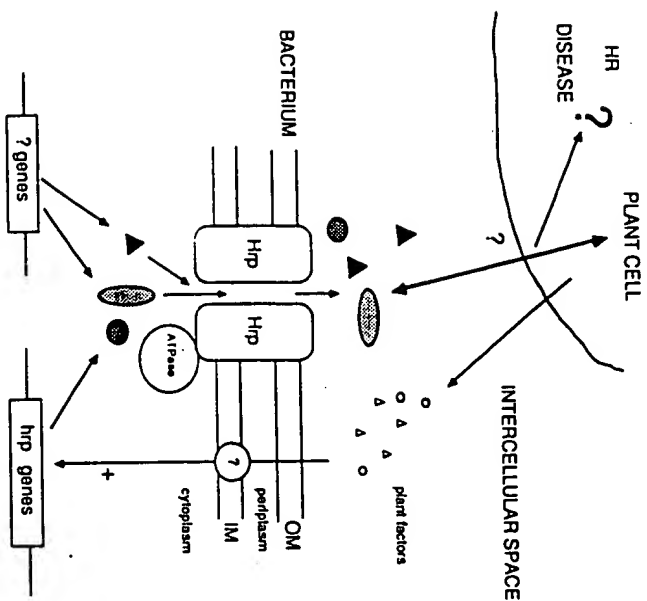 HR
DISEASE
?
PLANT CELL
?
INTERCELLULAR SPACE
BACTERIUM
plant factors
Hrp
Hrp
OM
periplasm
IM
cytoplasm
?
ATPase
+
? genes
hrp genes